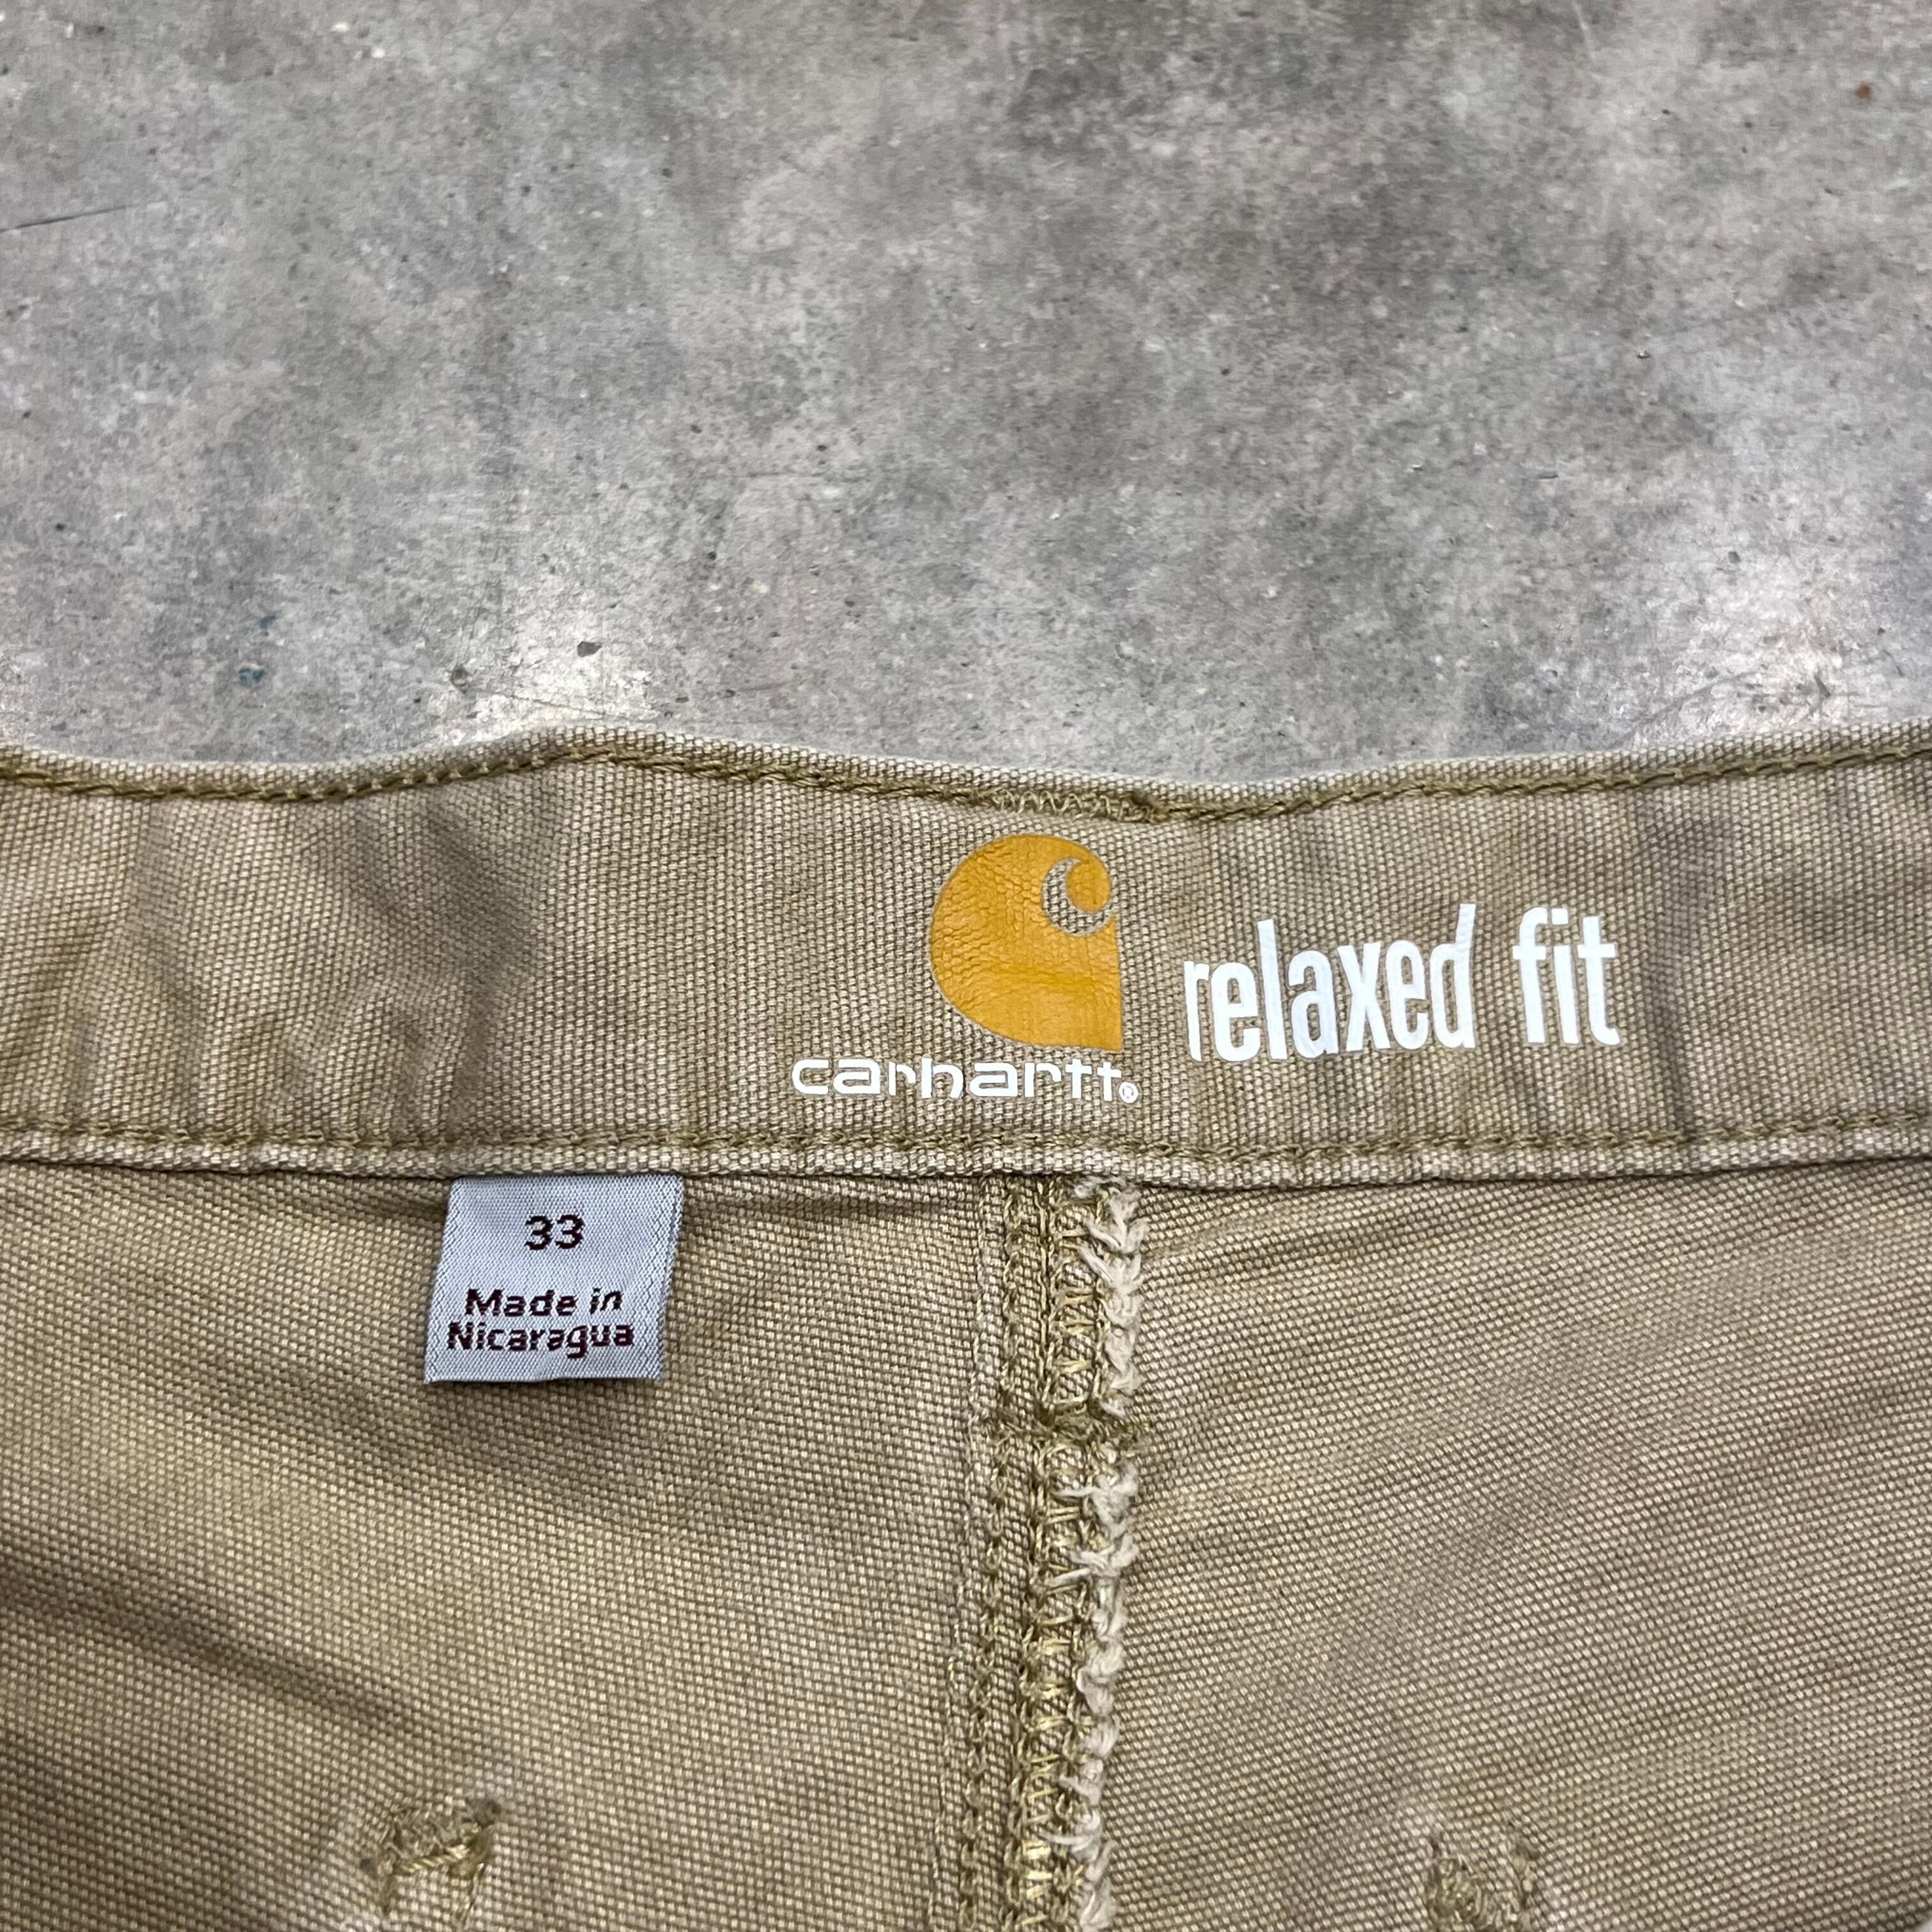 carhartt®
relaxed fit
33
Made in
Nicaragua